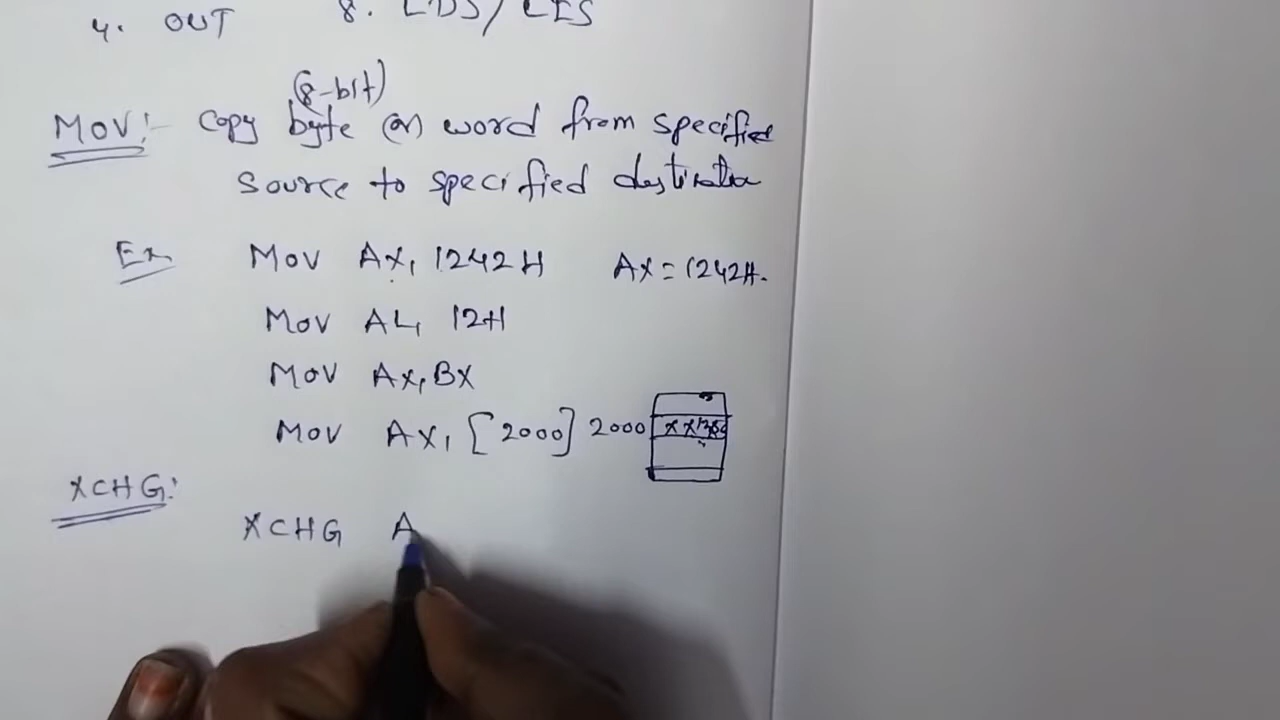 4. OUT 8. LDS/LES
(8-bit)
MOV:- Copy byte (or) word from specified
source to specified destination
Ex MOV AX, 1242H AX = 1242H.
MOV AL, 12H
MOV AX, BX
MOV AX, [2000] 2000
XCHG:
XCHG A